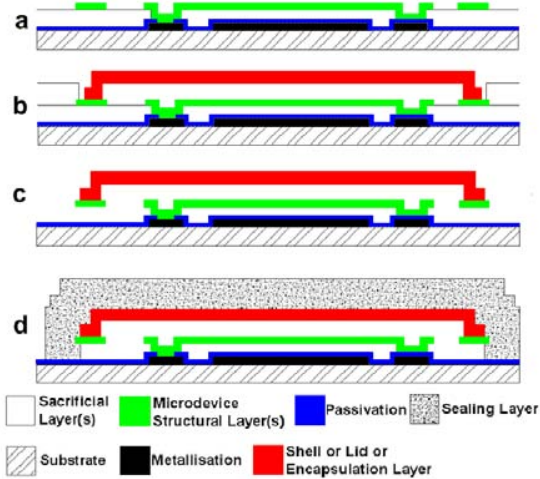 a
b
c
d
Sacrificial
Layer(s)
Microdevice
Structural Layer(s)
Passivation
Sealing Layer
Substrate
Metallisation
Shell or Lid or
Encapsulation Layer